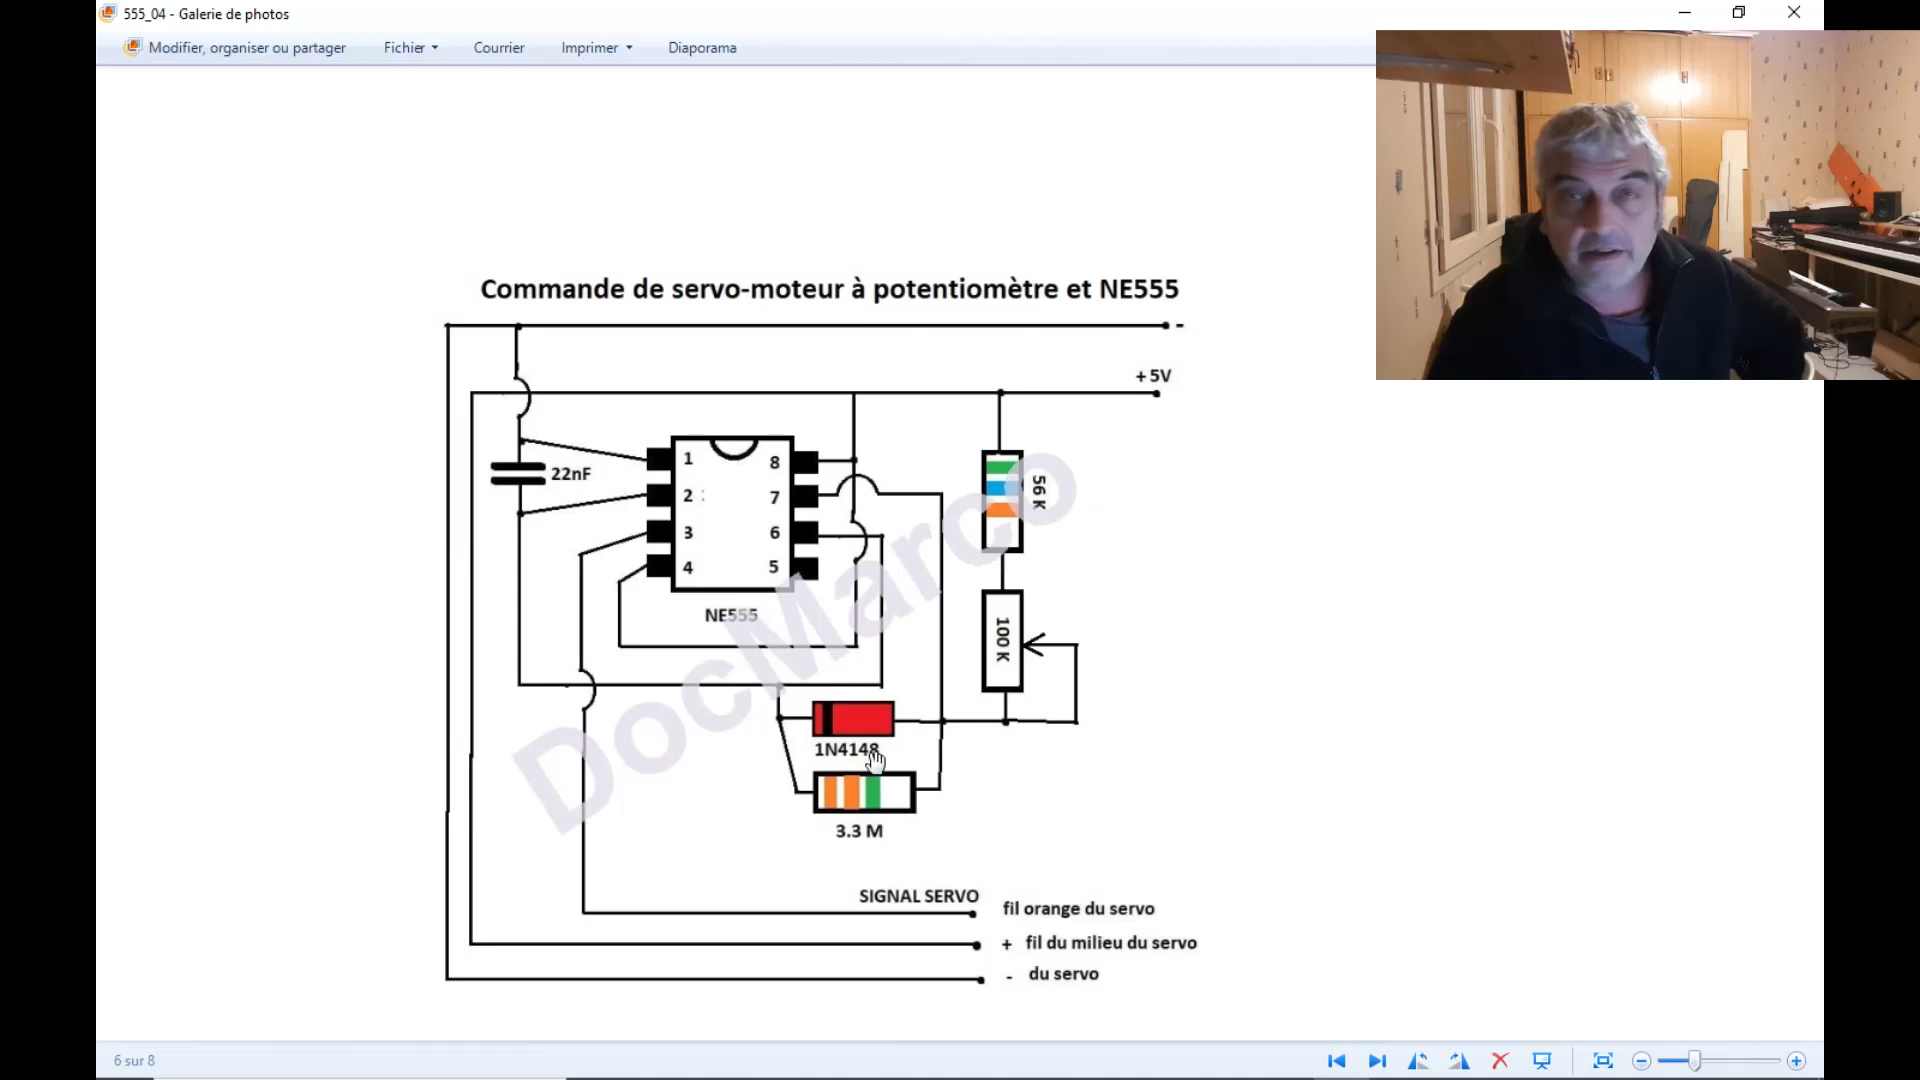 555_04 - Galerie de photos
Modifier, organiser ou partager Fichier Courrier Imprimer Diaporama
Commande de servo-moteur à potentiomètre et NE555
-
+ 5V
22nF
1
2
3
4
8
7
6
5
NE555
56 K
100 K
DocMarco
1N4148
3.3 M
SIGNAL SERVO
fil orange du servo
+ fil du milieu du servo
- du servo
6 sur 8